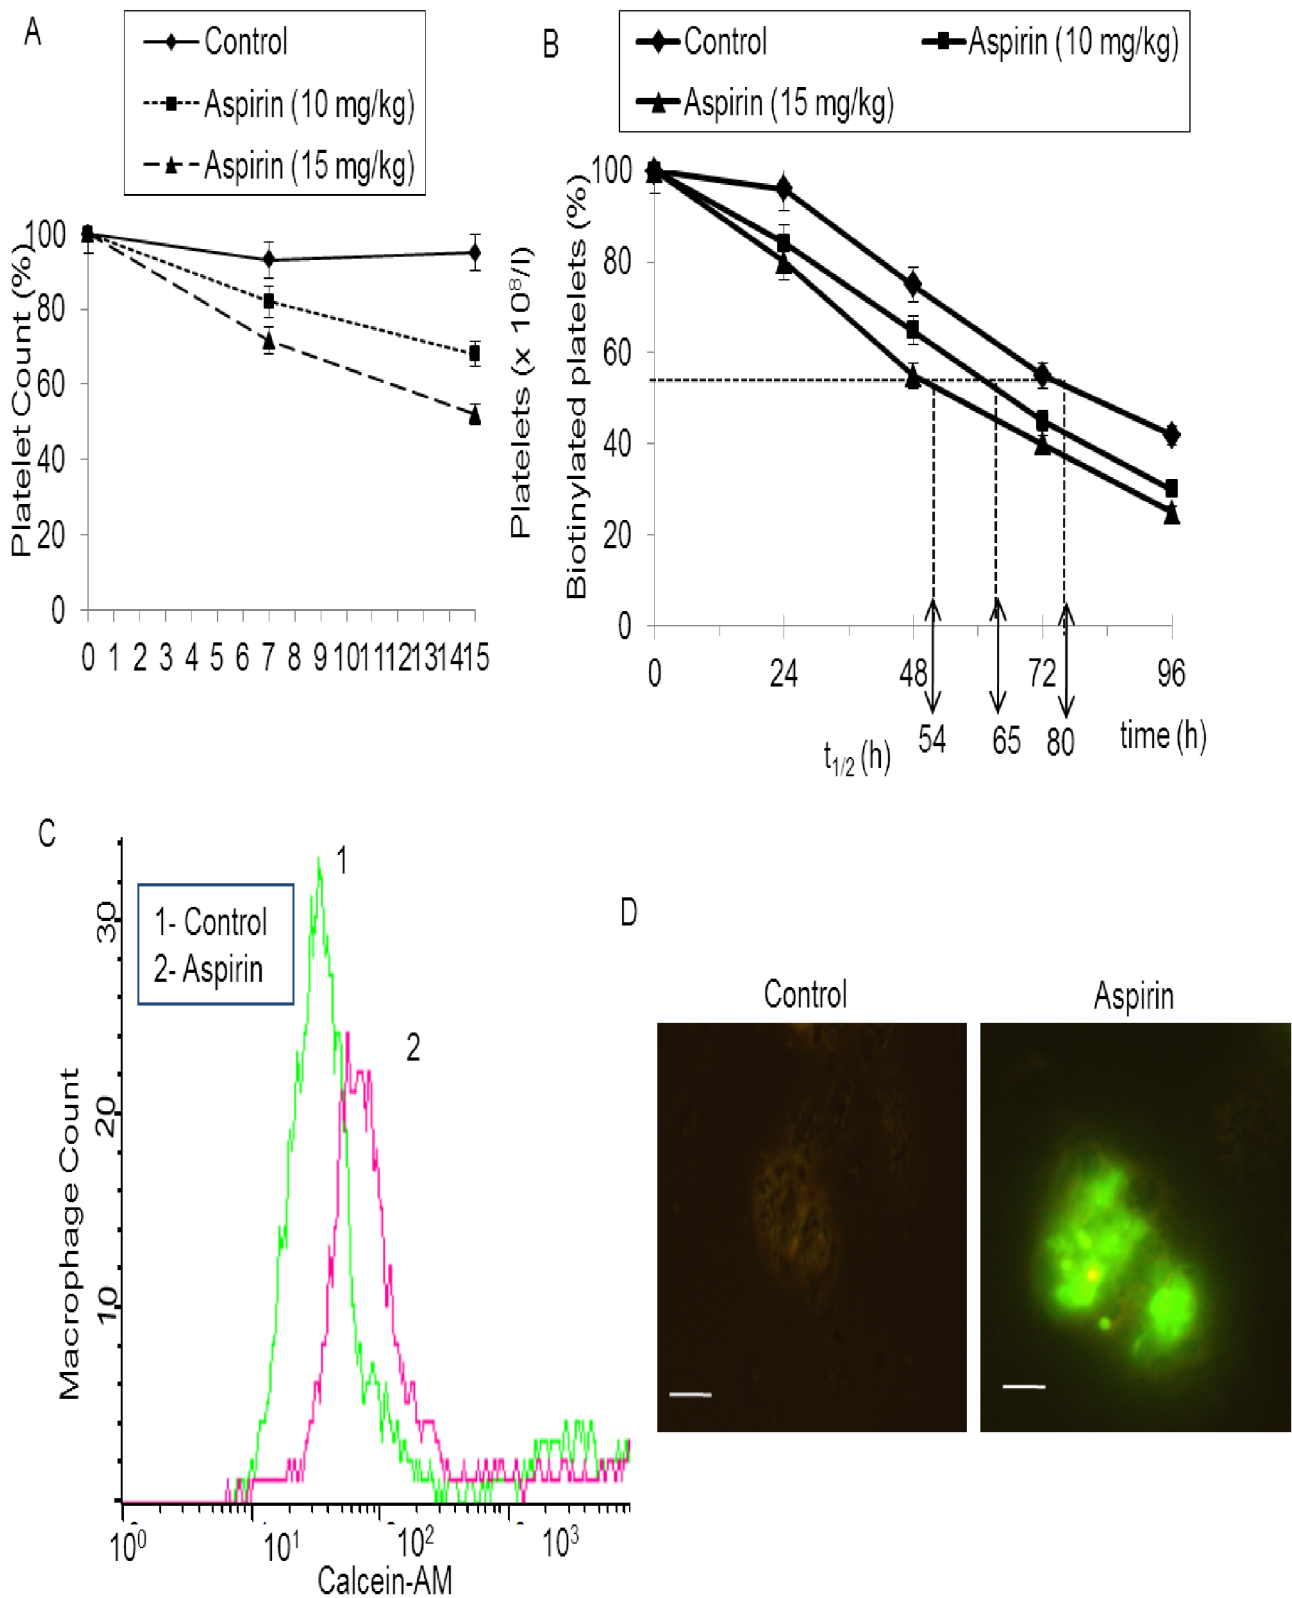 A
Control
Aspirin (10 mg/kg)
Aspirin (15 mg/kg)
Platelet Count (%)
100
80
60
40
20
0
0 1 2 3 4 5 6 7 8 9 10 11 12 13 14 15
Platelets (x 10⁸/l)
B
Control
Aspirin (10 mg/kg)
Aspirin (15 mg/kg)
Biotinylated platelets (%)
100
80
60
40
20
0
0 24 48 72 96
t1/2 (h) 54 65 80 time (h)
C
1
1- Control
2- Aspirin
2
Macrophage Count
30
20
10
0
10⁰ 10¹ 10² 10³
Calcein-AM
D
Control
Aspirin